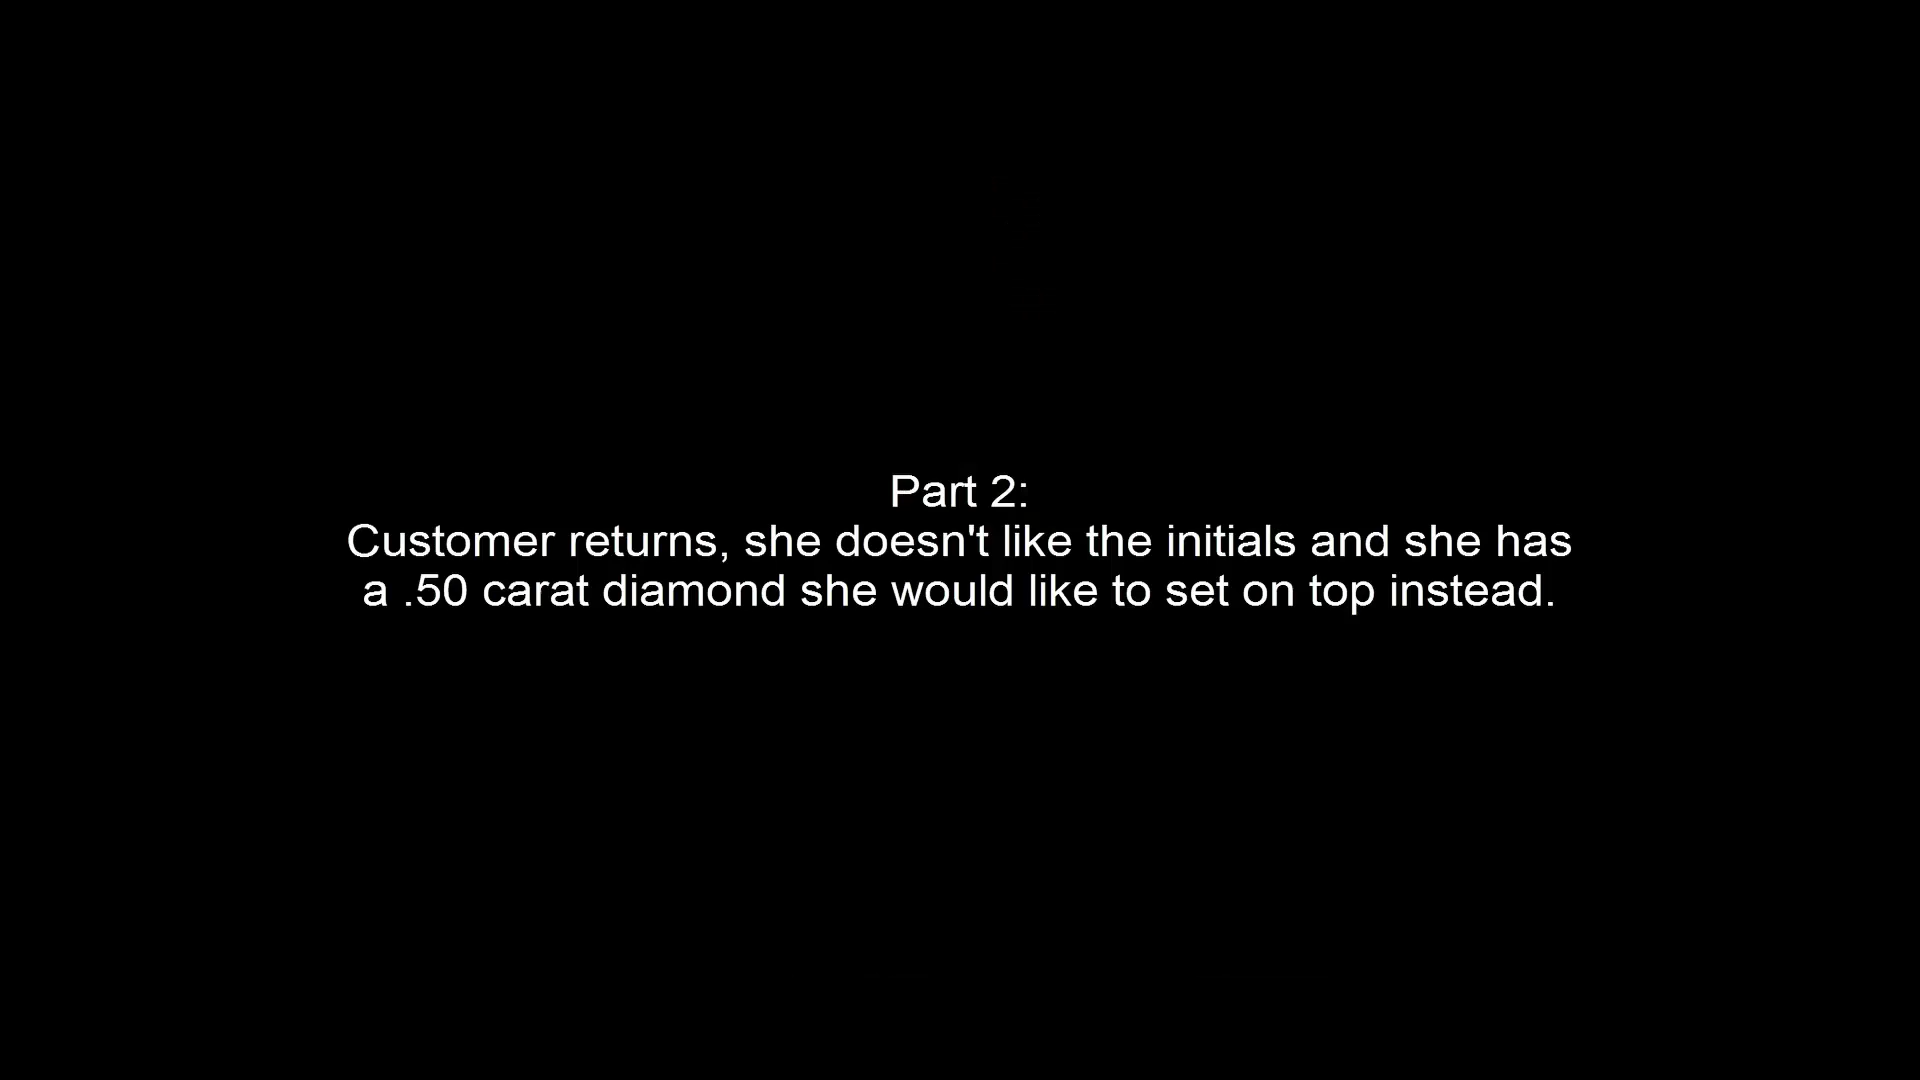 Part 2:
Customer returns, she doesn't like the initials and she has
a .50 carat diamond she would like to set on top instead.